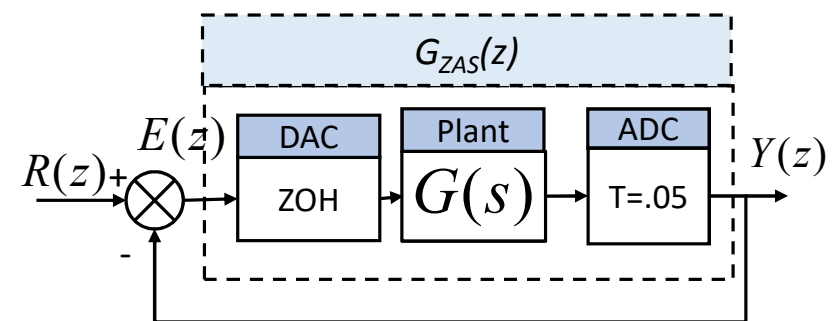 G_ZAS(z)
E(z)
DAC
Plant
ADC
Y(z)
R(z)
+
ZOH
G(s)
T=.05
-